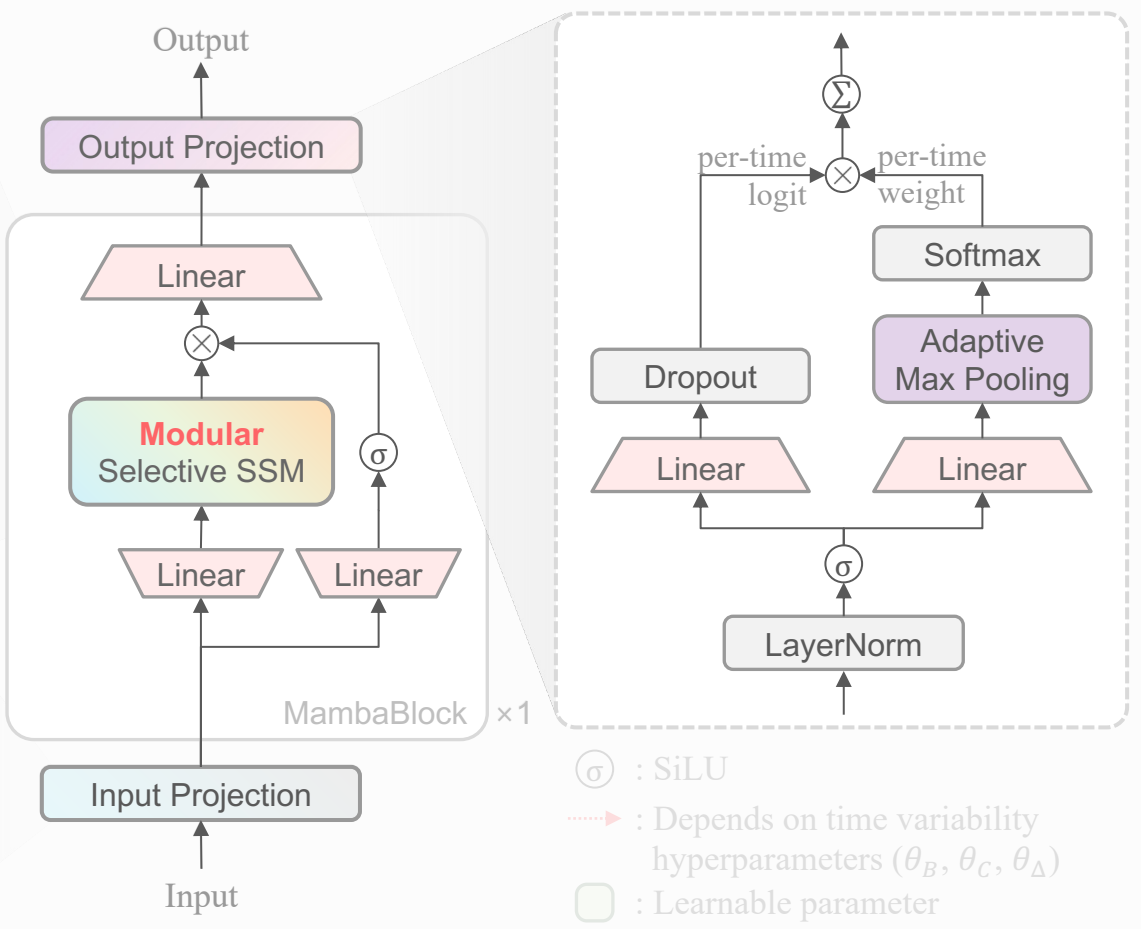 Output
Output Projection
Linear
×
Modular
Selective SSM
σ
Linear
Linear
MambaBlock ×1
Input Projection
Input
Σ
per-time
logit
×
per-time
weight
Softmax
Adaptive
Max Pooling
Dropout
Linear
Linear
σ
LayerNorm
σ : SiLU
: Depends on time variability
hyperparameters (θ_B, θ_C, θ_Δ)
: Learnable parameter